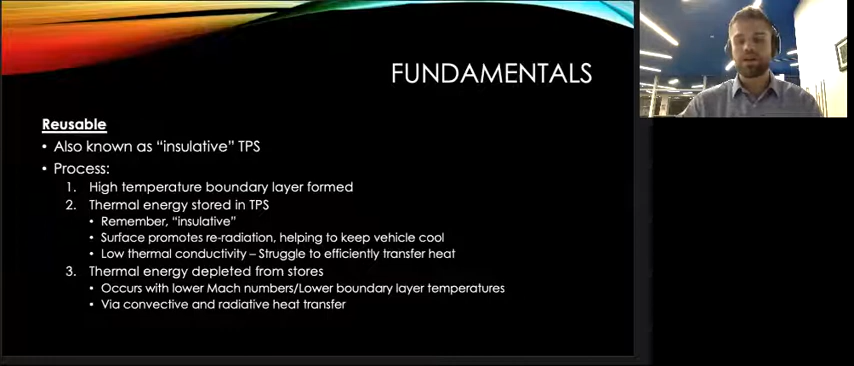 FUNDAMENTALS
Reusable
• Also known as “insulative” TPS
• Process:
1. High temperature boundary layer formed
2. Thermal energy stored in TPS
• Remember, “insulative”
• Surface promotes re-radiation, helping to keep vehicle cool
• Low thermal conductivity – Struggle to efficiently transfer heat
3. Thermal energy depleted from stores
• Occurs with lower Mach numbers/Lower boundary layer temperatures
• Via convective and radiative heat transfer